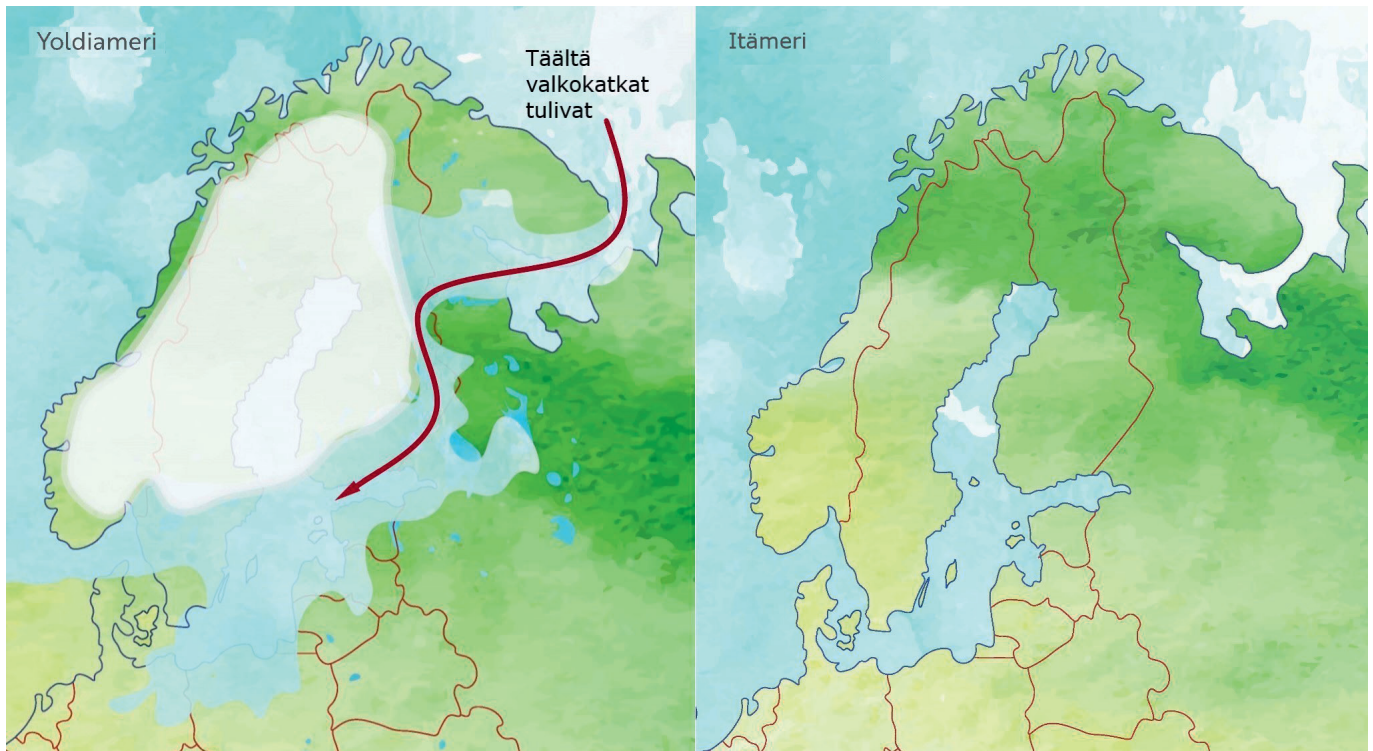 Yoldiameri
Täältä
valkokatkat
tulivat
Itämeri